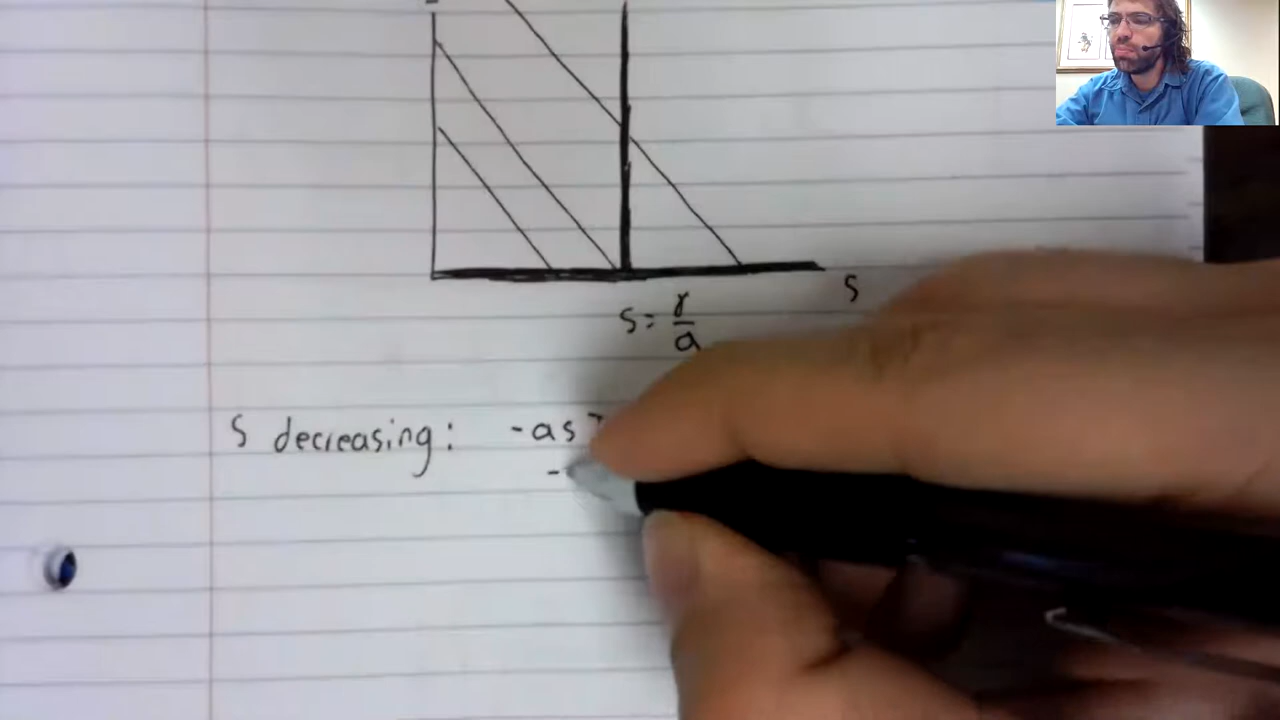 S
S = γ/a
S decreasing: -as
-